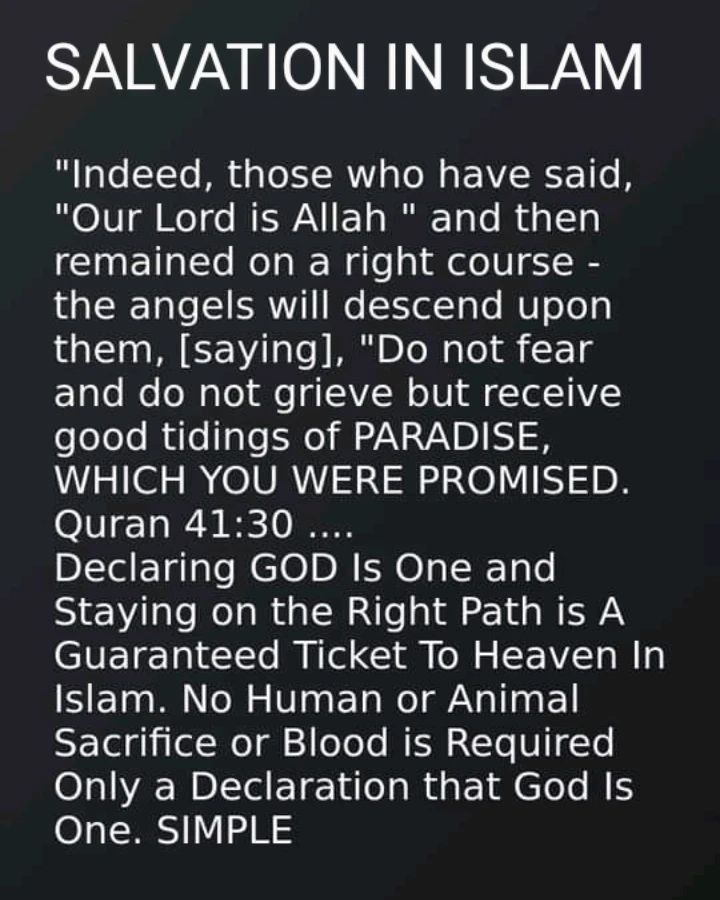 SALVATION IN ISLAM
"Indeed, those who have said,
"Our Lord is Allah " and then
remained on a right course -
the angels will descend upon
them, [saying], "Do not fear
and do not grieve but receive
good tidings of PARADISE,
WHICH YOU WERE PROMISED.
Quran 41:30 ....
Declaring GOD Is One and
Staying on the Right Path is A
Guaranteed Ticket To Heaven In
Islam. No Human or Animal
Sacrifice or Blood is Required
Only a Declaration that God Is
One. SIMPLE